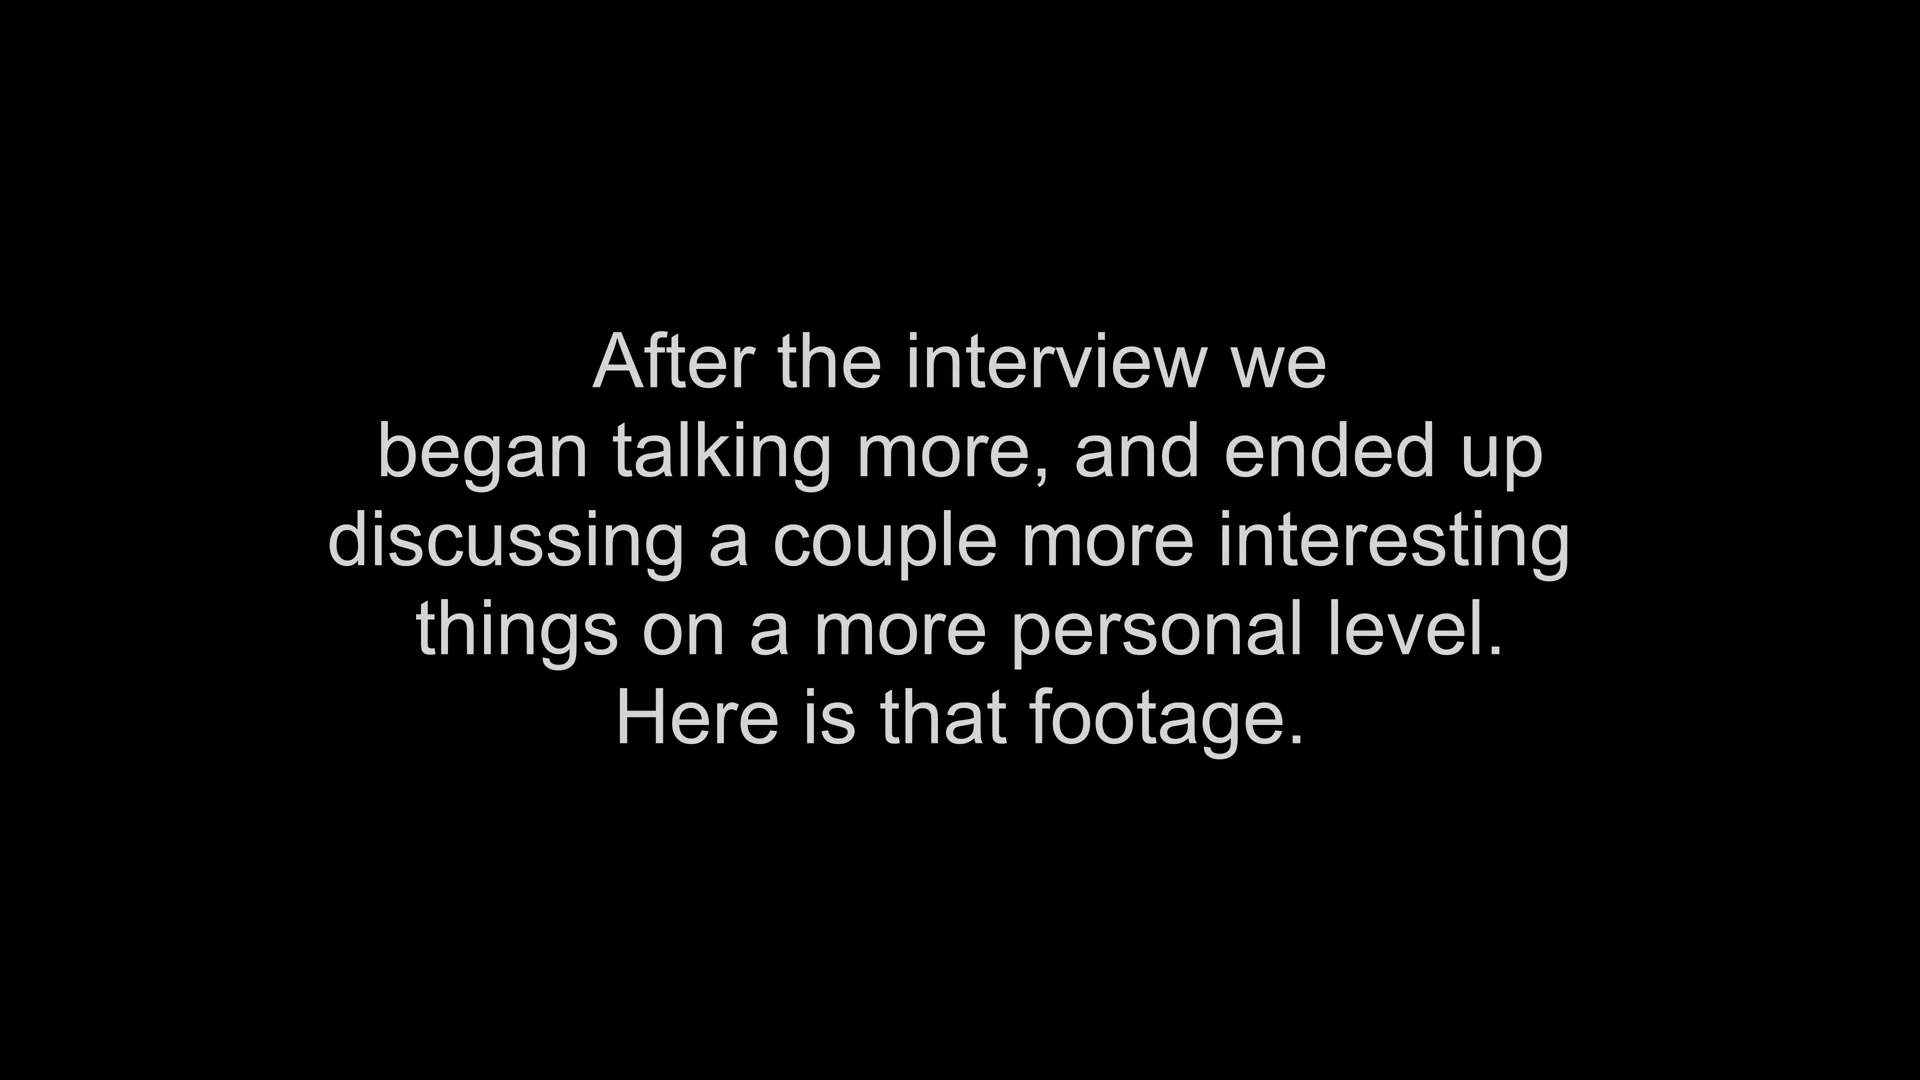 After the interview we
began talking more, and ended up
discussing a couple more interesting
things on a more personal level.
Here is that footage.